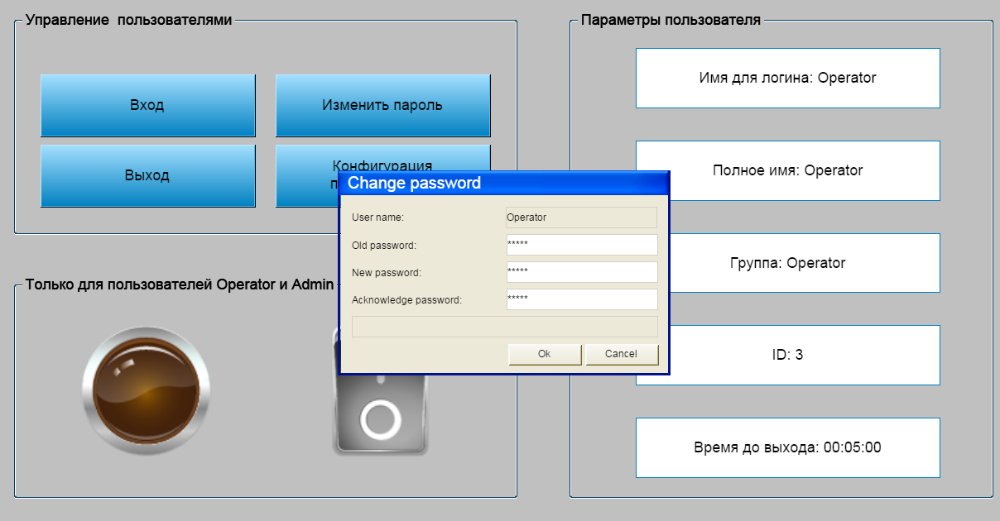 Управление пользователями
Вход
Изменить пароль
Выход
Конфигурация
Change password
User name:
Operator
Old password:
*****
New password:
*****
Acknowledge password:
*****
Ok
Cancel
Только для пользователей Operator и Admin
Параметры пользователя
Имя для логина: Operator
Полное имя: Operator
Группа: Operator
ID: 3
Время до выхода: 00:05:00